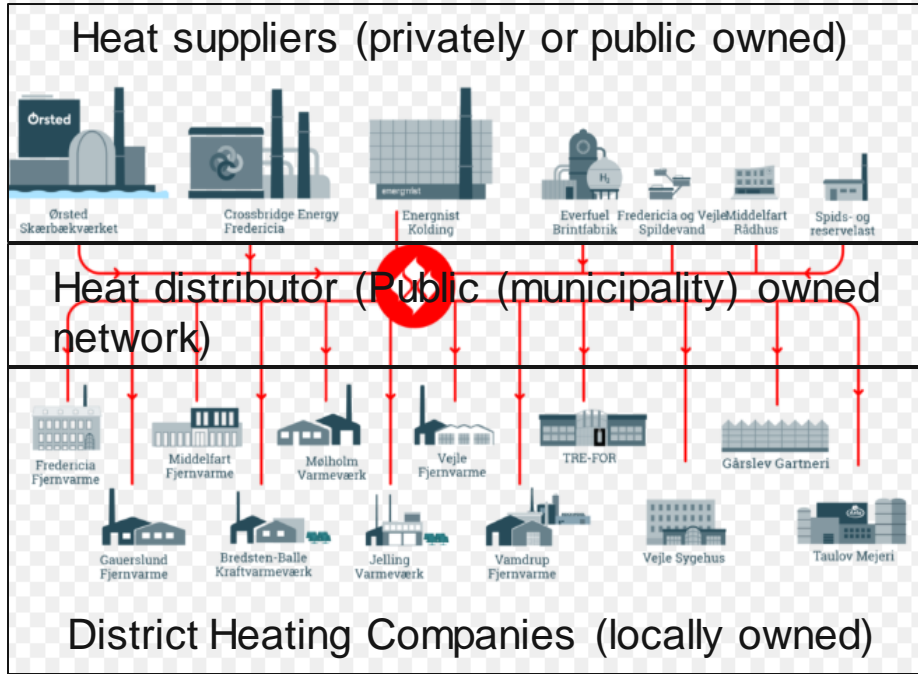 Heat suppliers (privately or public owned)
Ørsted
energnist
H₂
Ørsted
Skærbækværket
Crossbridge Energy
Fredericia
Energnist
Kolding
Everfuel
Brintfabrik
Fredericia og Vejle
Spildevand
Middelfart
Rådhus
Spids- og
reservelast
Heat distributor (Public (municipality) owned
network)
Fredericia
Fjernvarme
Middelfart
Fjernvarme
Mølholm
Varmeværk
Vejle
Fjernvarme
TRE-FOR
Gårslev Gartneri
Gauerslund
Fjernvarme
Bredsten-Balle
Kraftvarmeværk
Jelling
Varmeværk
Vamdrup
Fjernvarme
Vejle Sygehus
Arla
Taulov Mejeri
District Heating Companies (locally owned)